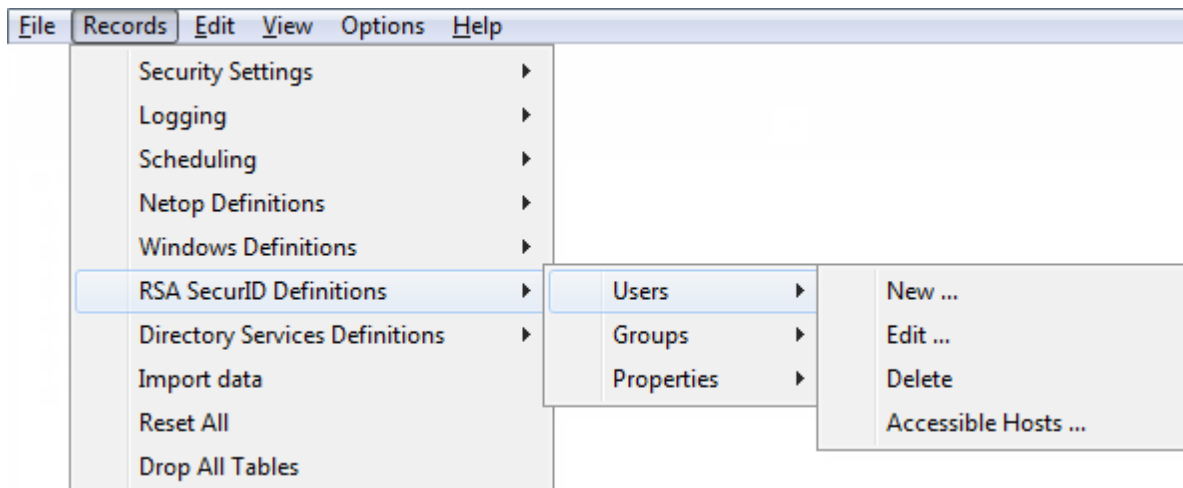 File Records Edit View Options Help
Security Settings
Logging
Scheduling
Netop Definitions
Windows Definitions
RSA SecurID Definitions Users New ...
Directory Services Definitions Groups Edit ...
Import data Properties Delete
Reset All Accessible Hosts ...
Drop All Tables